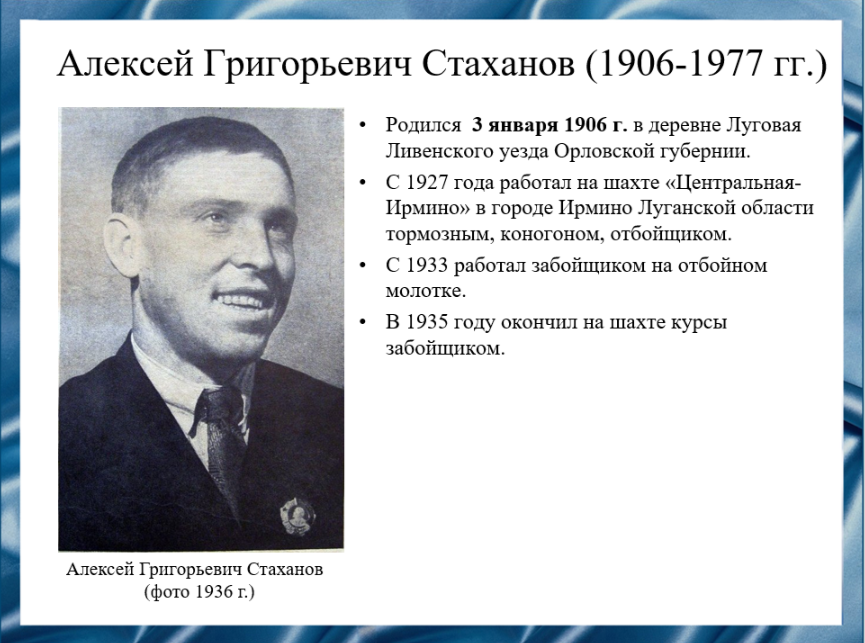 Алексей Григорьевич Стаханов (1906-1977 гг.)
• Родился 3 января 1906 г. в деревне Луговая
Ливенского уезда Орловской губернии.
• С 1927 года работал на шахте «Центральная-
Ирмино» в городе Ирмино Луганской области
тормозным, коногоном, отбойщиком.
• С 1933 работал забойщиком на отбойном
молотке.
• В 1935 году окончил на шахте курсы
забойщиком.
Алексей Григорьевич Стаханов
(фото 1936 г.)